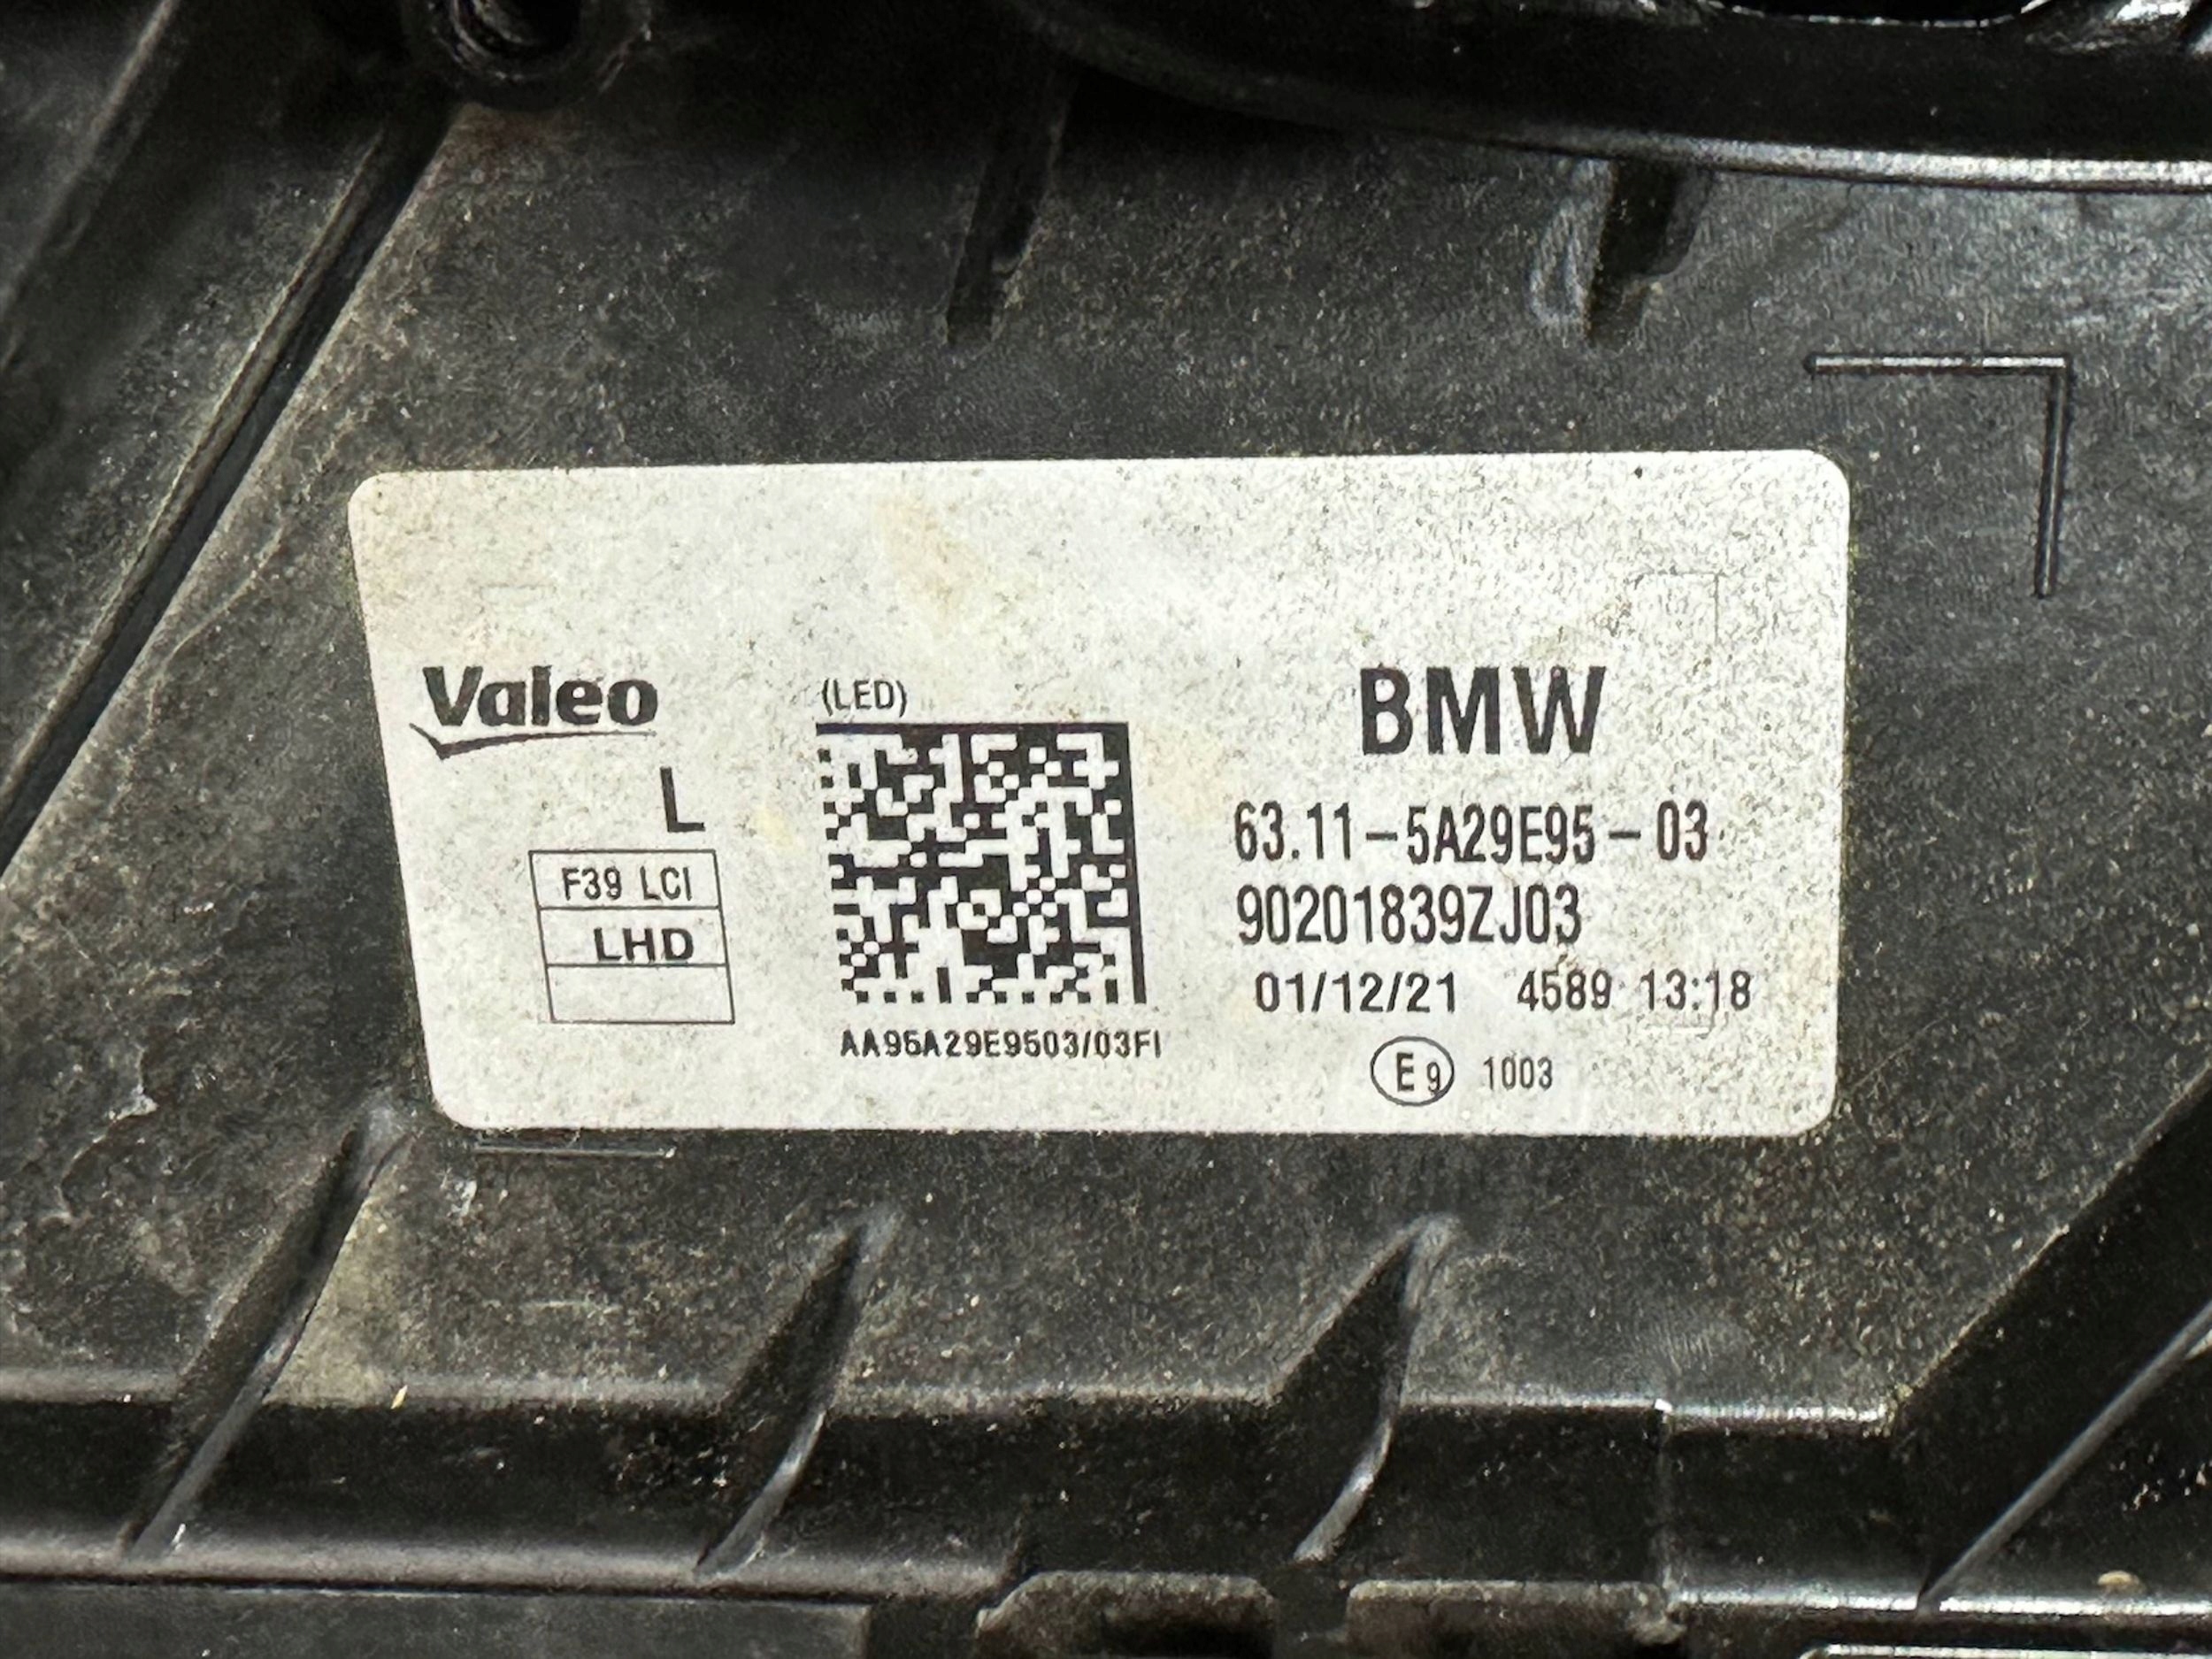 Valeo
L
F39 LCI
LHD
(LED)
AA95A29E9503/03FI
BMW
63.11-5A29E95-03
90201839ZJ03
01/12/21 4589 13:18
E9 1003